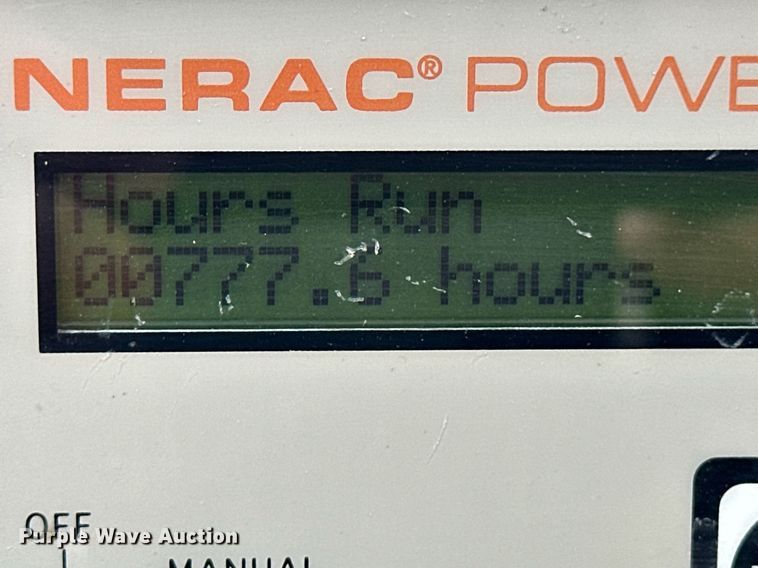 NERAC® POWE
Hours Run
00777.6 hours
OFF
Purple Wave Auction
MANUAL